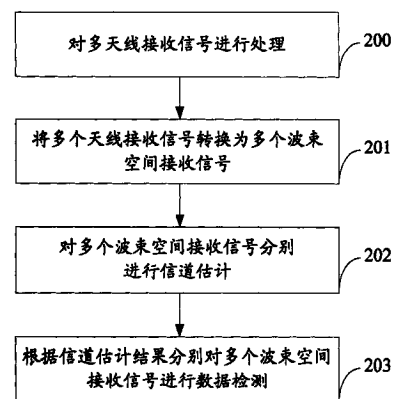 对多天线接收信号进行处理
200
将多个天线接收信号转换为多个波束
空间接收信号
201
对多个波束空间接收信号分别
进行信道估计
202
根据信道估计结果分别对多个波束空间
接收信号进行数据检测
203